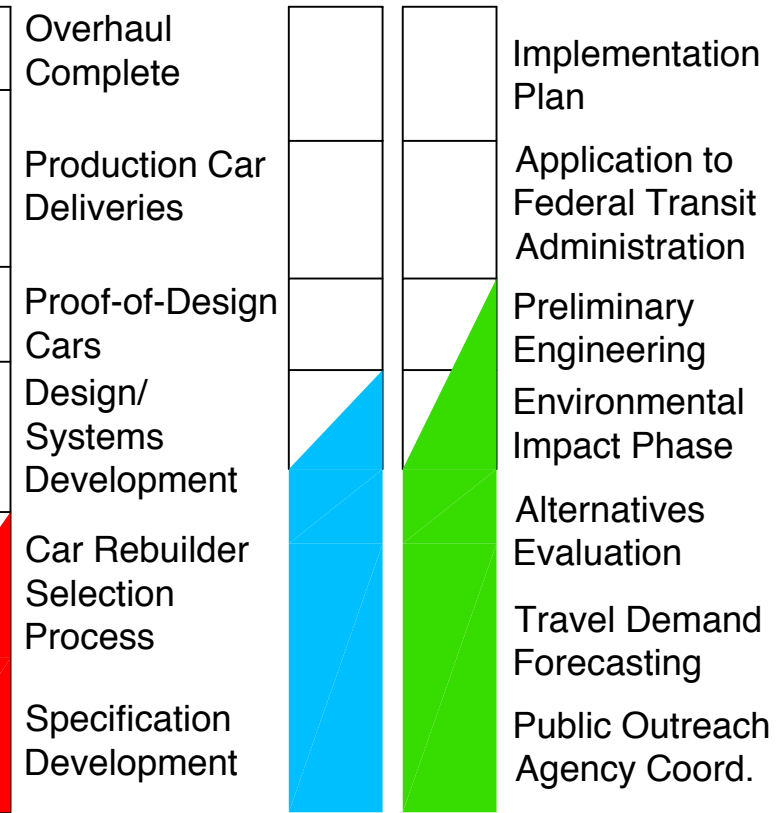 Overhaul
Complete
Production Car
Deliveries
Proof-of-Design
Cars
Design/
Systems
Development
Car Rebuilder
Selection
Process
Specification
Development
Implementation
Plan
Application to
Federal Transit
Administration
Preliminary
Engineering
Environmental
Impact Phase
Alternatives
Evaluation
Travel Demand
Forecasting
Public Outreach
Agency Coord.